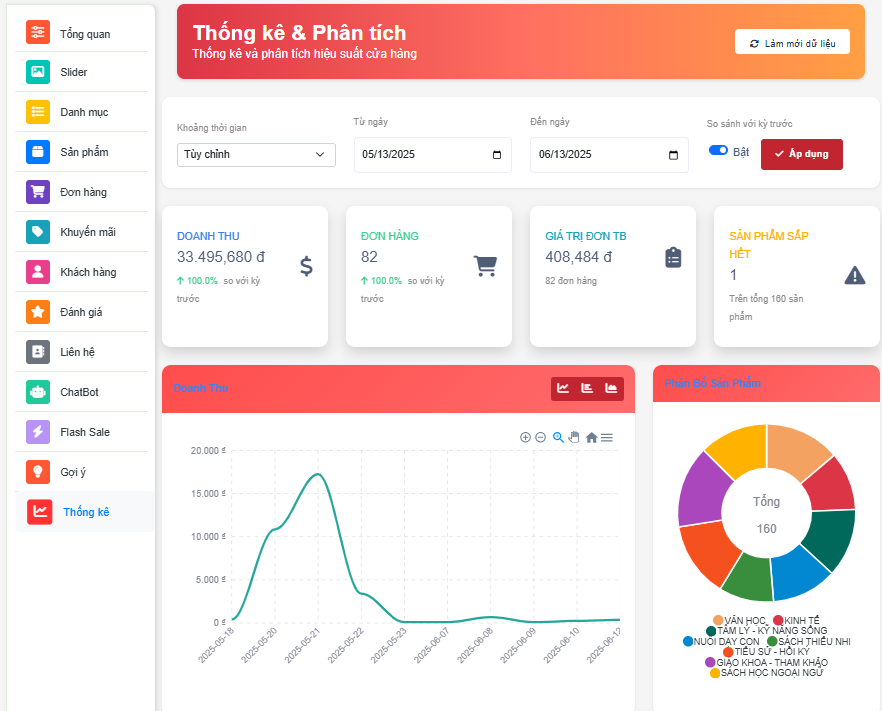 Tổng quan
Slider
Danh mục
Sản phẩm
Đơn hàng
Khuyến mãi
Khách hàng
Đánh giá
Liên hệ
ChatBot
Flash Sale
Gợi ý
Thống kê
Thống kê & Phân tích
Thống kê và phân tích hiệu suất cửa hàng
Làm mới dữ liệu
Khoảng thời gian
Tùy chỉnh
Từ ngày
05/13/2025
Đến ngày
06/13/2025
So sánh với kỳ trước
Bật
Áp dụng
DOANH THU
33.495,680 đ
100.0% so với kỳ
trước
ĐƠN HÀNG
82
100.0% so với kỳ
trước
GIÁ TRỊ ĐƠN TB
408,484 đ
82 đơn hàng
SẢN PHẨM SẮP
HẾT
1
Trên tổng 160 sản
phẩm
Doanh Thu
20.000 ₫
15.000 ₫
10.000 ₫
5.000 ₫
0 ₫
2025-05-18
2025-05-20
2025-05-21
2025-05-22
2025-05-23
2025-06-07
2025-06-08
2025-06-09
2025-06-10
2025-06-12
Phân Bố Sản Phẩm
Tổng
160
VĂN HỌC KINH TẾ
TÂM LÝ - KỸ NĂNG SỐNG
NUÔI DẠY CON SÁCH THIẾU NHI
TIỂU SỬ - HỒI KÝ
GIÁO KHOA - THAM KHẢO
SÁCH HỌC NGOẠI NGỮ